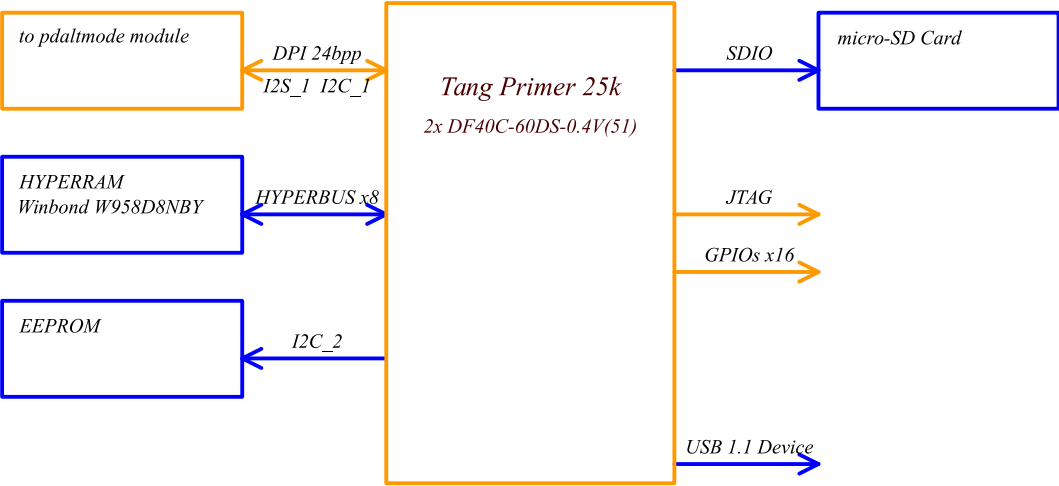 to pdaltmode module
DPI 24bpp
I2S_1 I2C_1
Tang Primer 25k
2x DF40C-60DS-0.4V(51)
SDIO
micro-SD Card
HYPERRAM
Winbond W958D8NBY
HYPERBUS x8
JTAG
GPIOs x16
EEPROM
I2C_2
USB 1.1 Device